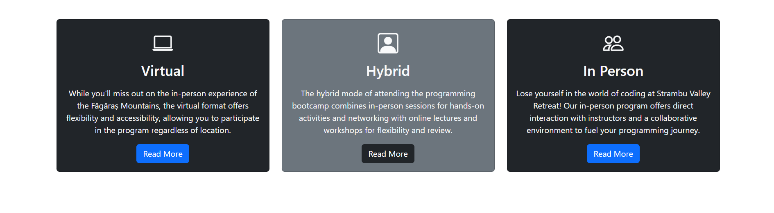 Virtual
While you'll miss out on the in-person experience of
the Făgăraș Mountains, the virtual format offers
flexibility and accessibility, allowing you to participate
in the program regardless of location.
Read More
Hybrid
The hybrid mode of attending the programming
bootcamp combines in-person sessions for hands-on
activities and networking with online lectures and
workshops for flexibility and review.
Read More
In Person
Lose yourself in the world of coding at Strambu Valley
Retreat! Our in-person program offers direct
interaction with instructors and a collaborative
environment to fuel your programming journey.
Read More